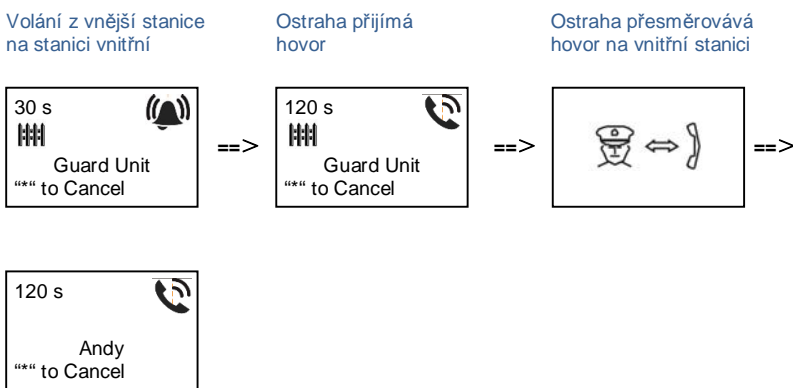 Volání z vnější stanice
na stanici vnitřní
Ostraha přijímá
hovor
Ostraha přesměrovává
hovor na vnitřní stanici
30 s
Guard Unit
“*“ to Cancel
==>
120 s
Guard Unit
“*“ to Cancel
==>
==>
120 s
Andy
“*“ to Cancel